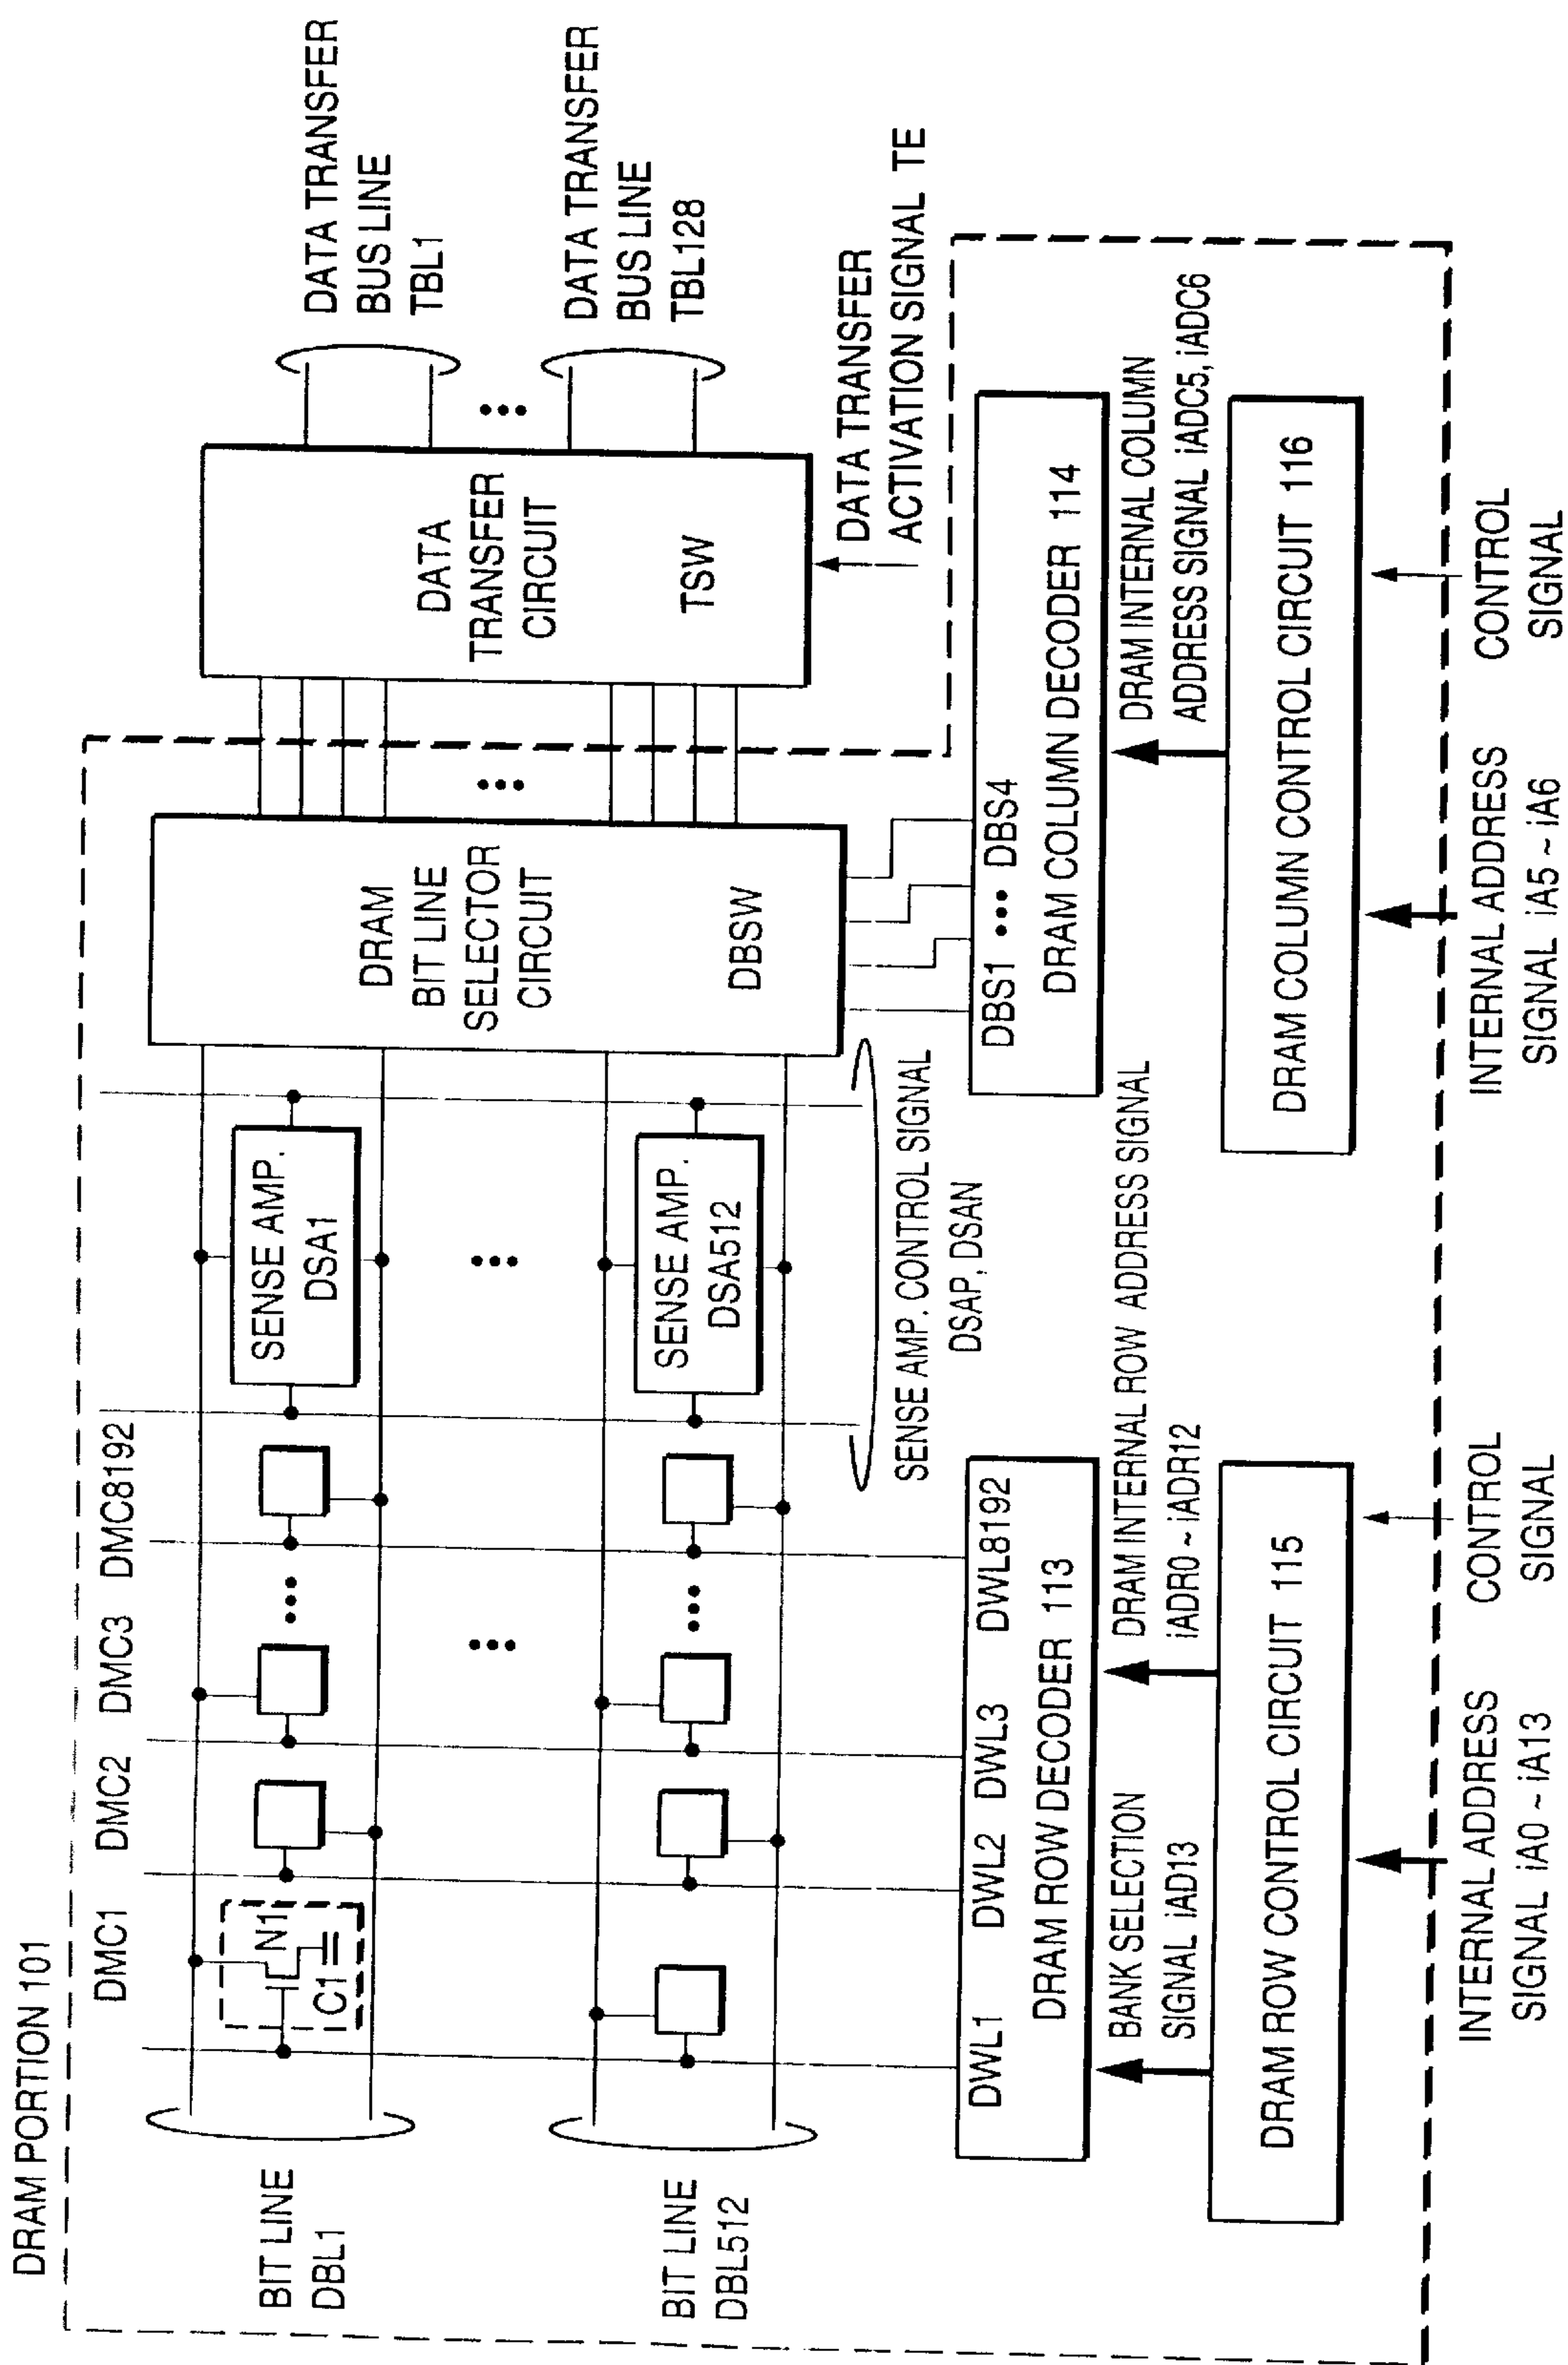 DRAM PORTION 101
DMC1
DMC2
DMC3
DMC8192
BIT LINE
DBL1
N1
C1
SENSE AMP.
DSA1
BIT LINE
DBL512
SENSE AMP.
DSA512
SENSE AMP. CONTROL SIGNAL
DSAP, DSAN
DRAM
BIT LINE
SELECTOR
CIRCUIT
DBSW
DATA
TRANSFER
CIRCUIT
TSW
DATA TRANSFER
BUS LINE
TBL1
DATA TRANSFER
BUS LINE
TBL128
DATA TRANSFER
ACTIVATION SIGNAL TE
DWL1
DWL2
DWL3
DWL8192
DRAM ROW DECODER 113
BANK SELECTION
SIGNAL iAD13
DRAM INTERNAL ROW ADDRESS SIGNAL
iADR0 ~ iADR12
DRAM ROW CONTROL CIRCUIT 115
INTERNAL ADDRESS
SIGNAL iA0 ~ iA13
CONTROL
SIGNAL
DBS1 ••• DBS4
DRAM COLUMN DECODER 114
DRAM INTERNAL COLUMN
ADDRESS SIGNAL iADC5, iADC6
DRAM COLUMN CONTROL CIRCUIT 116
INTERNAL ADDRESS
SIGNAL iA5 ~ iA6
CONTROL
SIGNAL